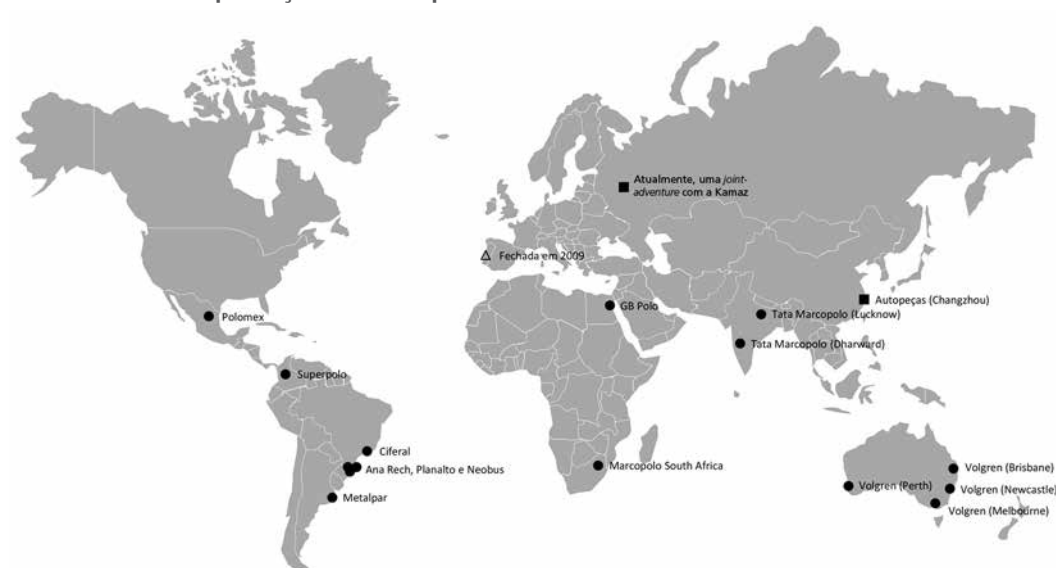 Atualmente, uma joint-
adventure com a Kamaz
Fechada em 2009
Autopeças (Changzhou)
GB Polo
Tata Marcopolo (Lucknow)
Polomex
Tata Marcopolo (Dharward)
Superpolo
Ciferal
Ana Rech, Planalto e Neobus
Marcopolo South Africa
Volgren (Brisbane)
Volgren (Perth)
Volgren (Newcastle)
Metalpar
Volgren (Melbourne)